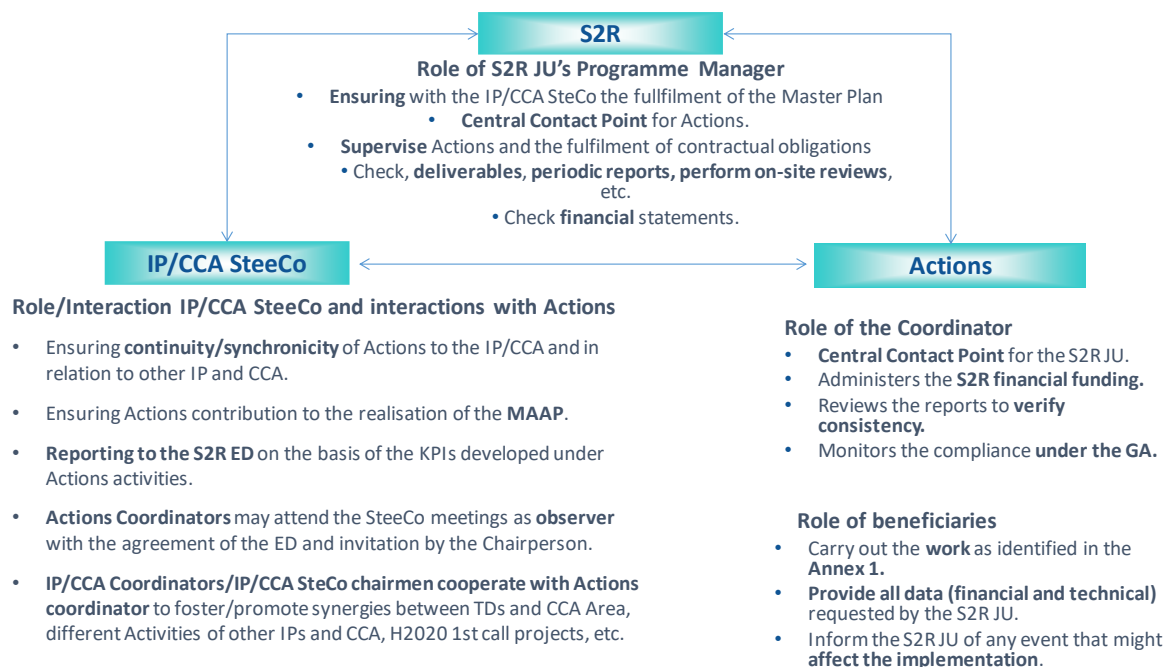 S2R
Role of S2R JU's Programme Manager
• Ensuring with the IP/CCA SteCo the fullfilment of the Master Plan
• Central Contact Point for Actions.
• Supervise Actions and the fulfilment of contractual obligations
• Check, deliverables, periodic reports, perform on-site reviews,
etc.
• Check financial statements.
IP/CCA SteeCo
Actions
Role/Interaction IP/CCA SteeCo and interactions with Actions
• Ensuring continuity/synchronicity of Actions to the IP/CCA and in
relation to other IP and CCA.
• Ensuring Actions contribution to the realisation of the MAAP.
• Reporting to the S2R ED on the basis of the KPIs developed under
Actions activities.
• Actions Coordinators may attend the SteeCo meetings as observer
with the agreement of the ED and invitation by the Chairperson.
• IP/CCA Coordinators/IP/CCA SteCo chairmen cooperate with Actions
coordinator to foster/promote synergies between TDs and CCA Area,
different Activities of other IPs and CCA, H2020 1st call projects, etc.
Role of the Coordinator
• Central Contact Point for the S2R JU.
• Administers the S2R financial funding.
• Reviews the reports to verify
consistency.
• Monitors the compliance under the GA.
Role of beneficiaries
• Carry out the work as identified in the
Annex 1.
• Provide all data (financial and technical)
requested by the S2R JU.
• Inform the S2R JU of any event that might
affect the implementation.